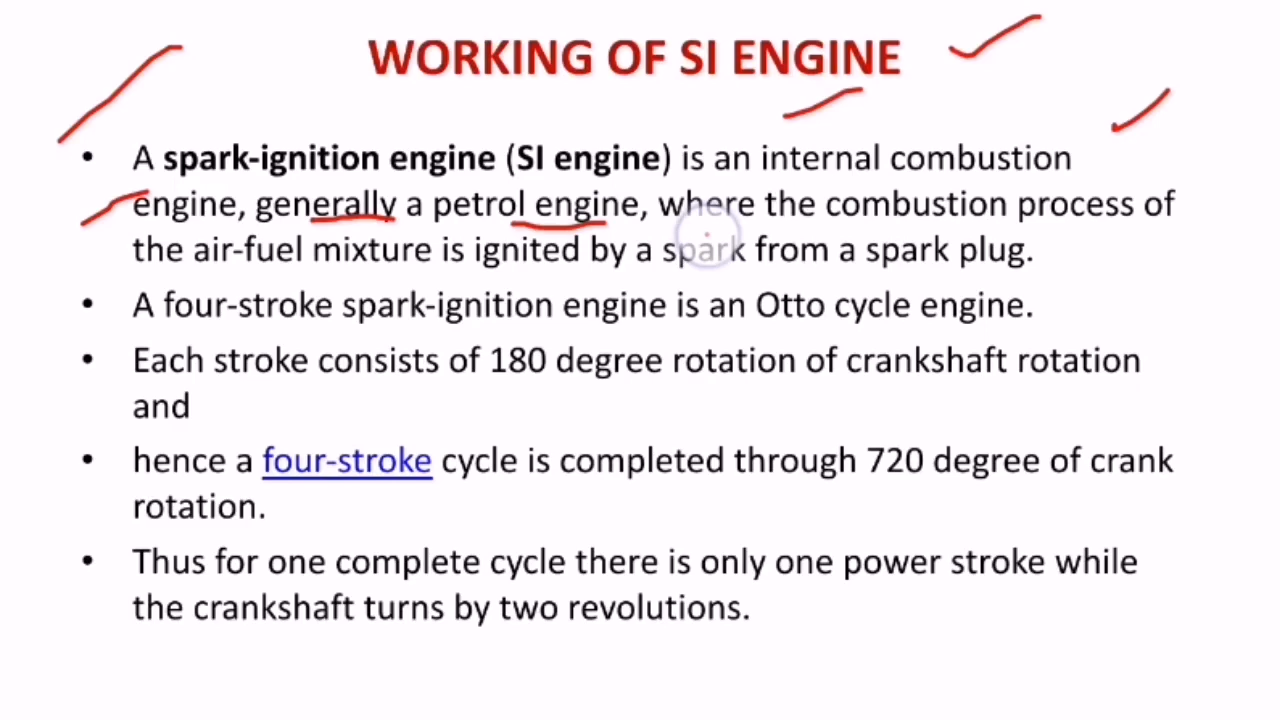 WORKING OF SI ENGINE
• A spark-ignition engine (SI engine) is an internal combustion
engine, generally a petrol engine, where the combustion process of
the air-fuel mixture is ignited by a spark from a spark plug.
• A four-stroke spark-ignition engine is an Otto cycle engine.
• Each stroke consists of 180 degree rotation of crankshaft rotation
and
• hence a four-stroke cycle is completed through 720 degree of crank
rotation.
• Thus for one complete cycle there is only one power stroke while
the crankshaft turns by two revolutions.